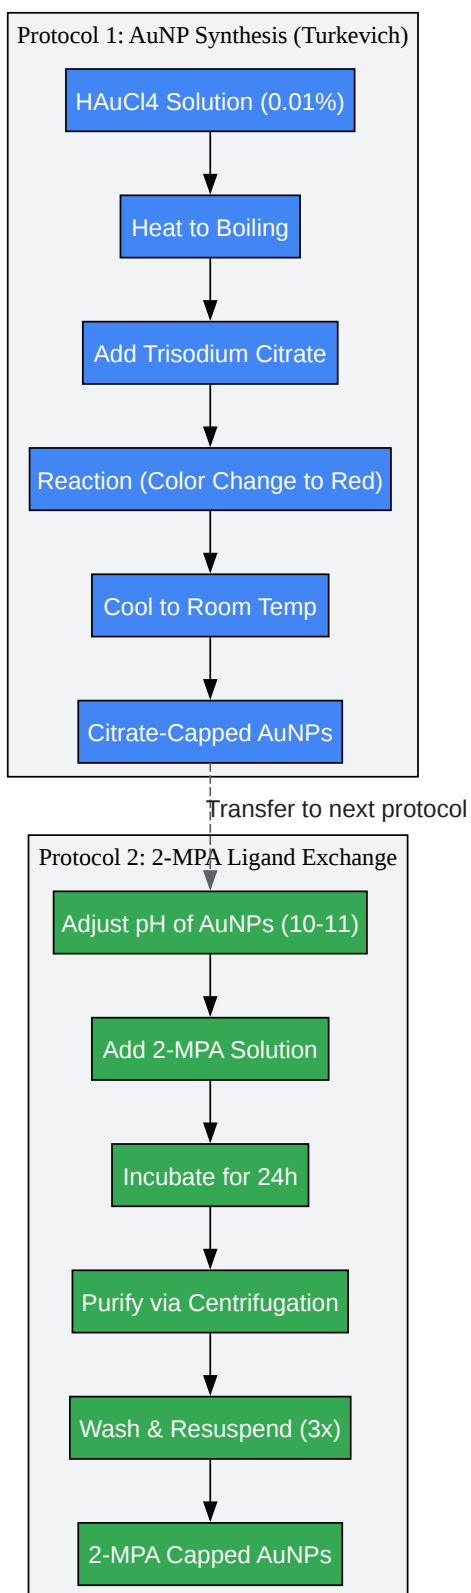 Protocol 1: AuNP Synthesis (Turkevich)
HAuCl4 Solution (0.01%)
Heat to Boiling
Add Trisodium Citrate
Reaction (Color Change to Red)
Cool to Room Temp
Citrate-Capped AuNPs
Transfer to next protocol
Protocol 2: 2-MPA Ligand Exchange
Adjust pH of AuNPs (10-11)
Add 2-MPA Solution
Incubate for 24h
Purify via Centrifugation
Wash & Resuspend (3x)
2-MPA Capped AuNPs